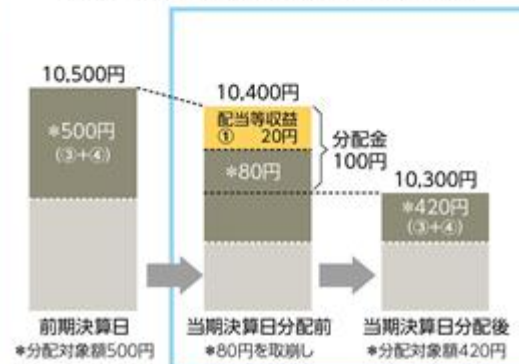 10,500円
*500円
(③+④)
前期決算日
*分配対象額500円
10,400円
配当等収益
① 20円
*80円
分配金
100円
当期決算日分配前
*80円を取崩し
10,300円
*420円
(③+④)
当期決算日分配後
*分配対象額420円